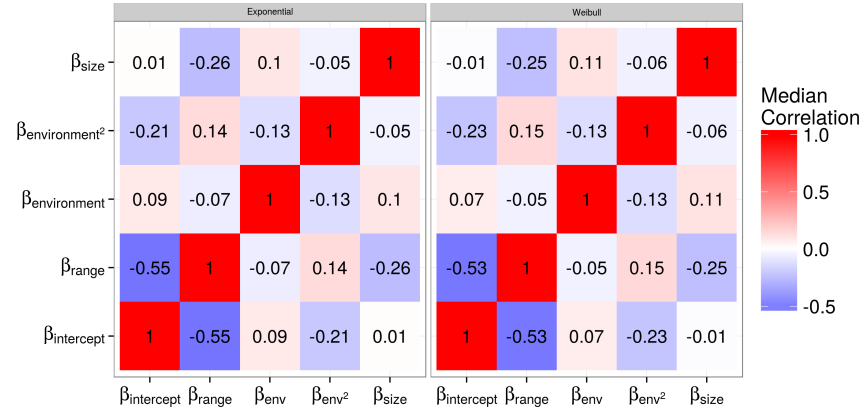 Exponential Weibull
βsize 0.01 -0.26 0.1 -0.05 1 -0.01 -0.25 0.11 -0.06 1
βenvironment² -0.21 0.14 -0.13 1 -0.05 -0.23 0.15 -0.13 1 -0.06
βenvironment 0.09 -0.07 1 -0.13 0.1 0.07 -0.05 1 -0.13 0.11
βrange -0.55 1 -0.07 0.14 -0.26 -0.53 1 -0.05 0.15 -0.25
βintercept 1 -0.55 0.09 -0.21 0.01 1 -0.53 0.07 -0.23 -0.01
βintercept βrange βenv βenv² βsize βintercept βrange βenv βenv² βsize
Median
Correlation
1.0
0.5
0.0
-0.5